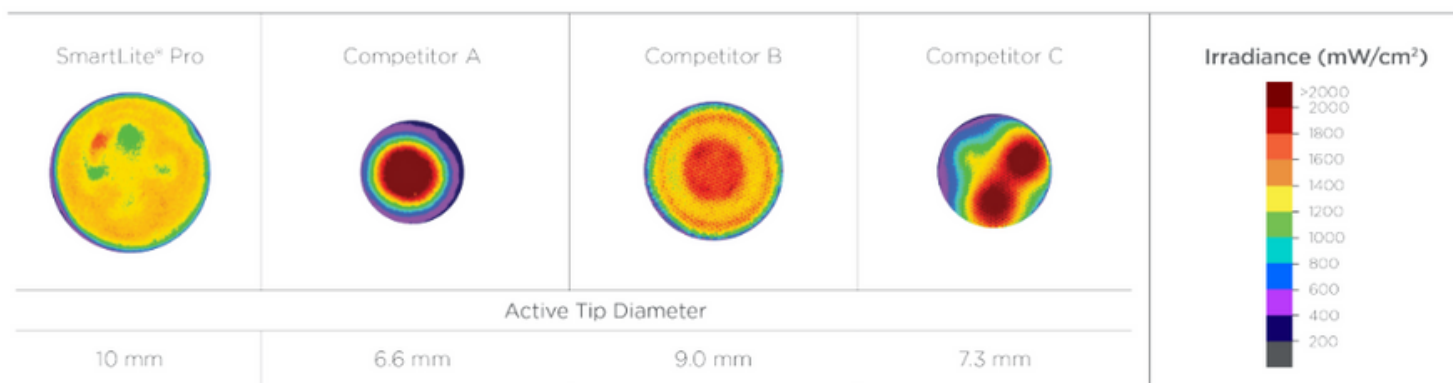 SmartLite® Pro
Competitor A
Competitor B
Competitor C
Irradiance (mW/cm²)
>2000
2000
1800
1600
1400
1200
1000
800
600
400
200
Active Tip Diameter
10 mm
6.6 mm
9.0 mm
7.3 mm